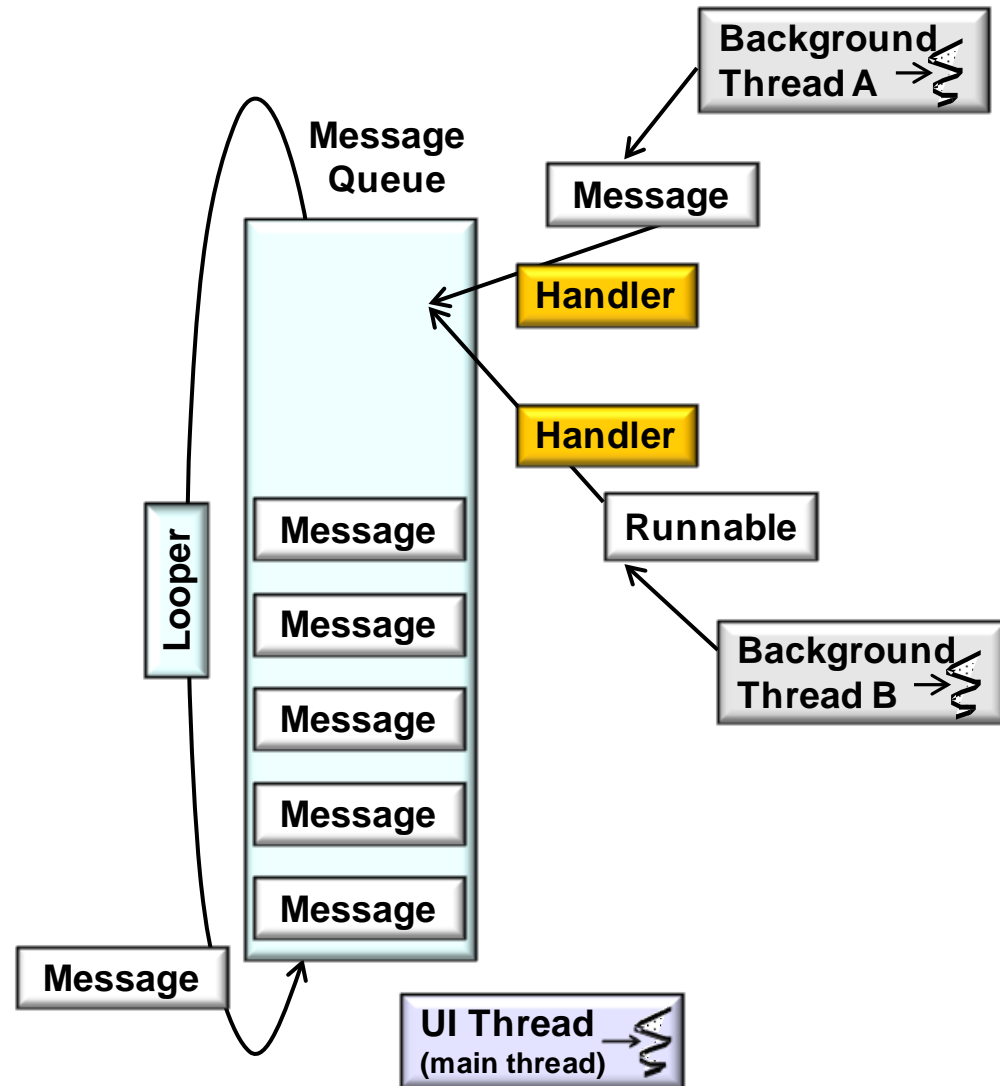 Background
Thread A
Message
Queue
Message
Handler
Handler
Message
Runnable
Looper
Message
Background
Thread B
Message
Message
Message
Message
UI Thread
(main thread)